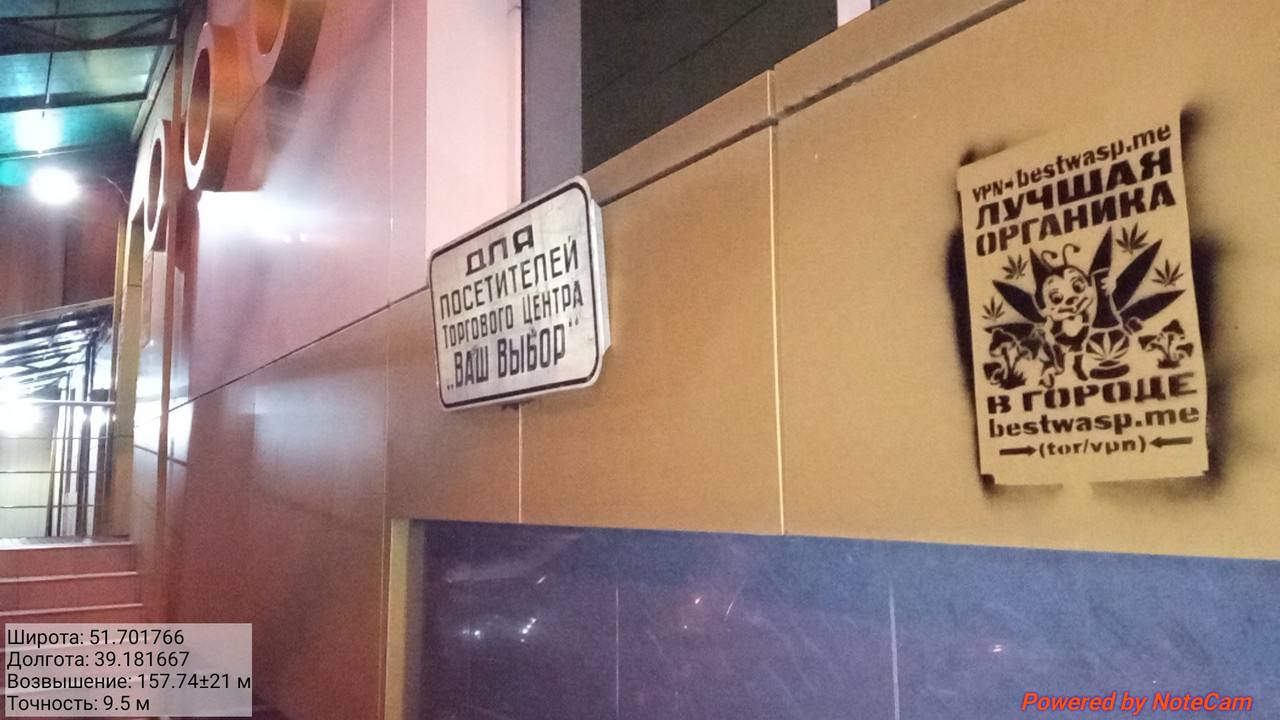 ДЛЯ
ПОСЕТИТЕЛЕЙ
ТОРГОВОГО ЦЕНТРА
„ВАШ ВЫБОР"
VPN→bestwasp.me
ЛУЧШАЯ
ОРГАНИКА
В ГОРОДЕ
bestwasp.me
→(tor/vpn)←
Широта: 51.701766
Долгота: 39.181667
Возвышение: 157.74±21 м
Точность: 9.5 м
Powered by NoteCam